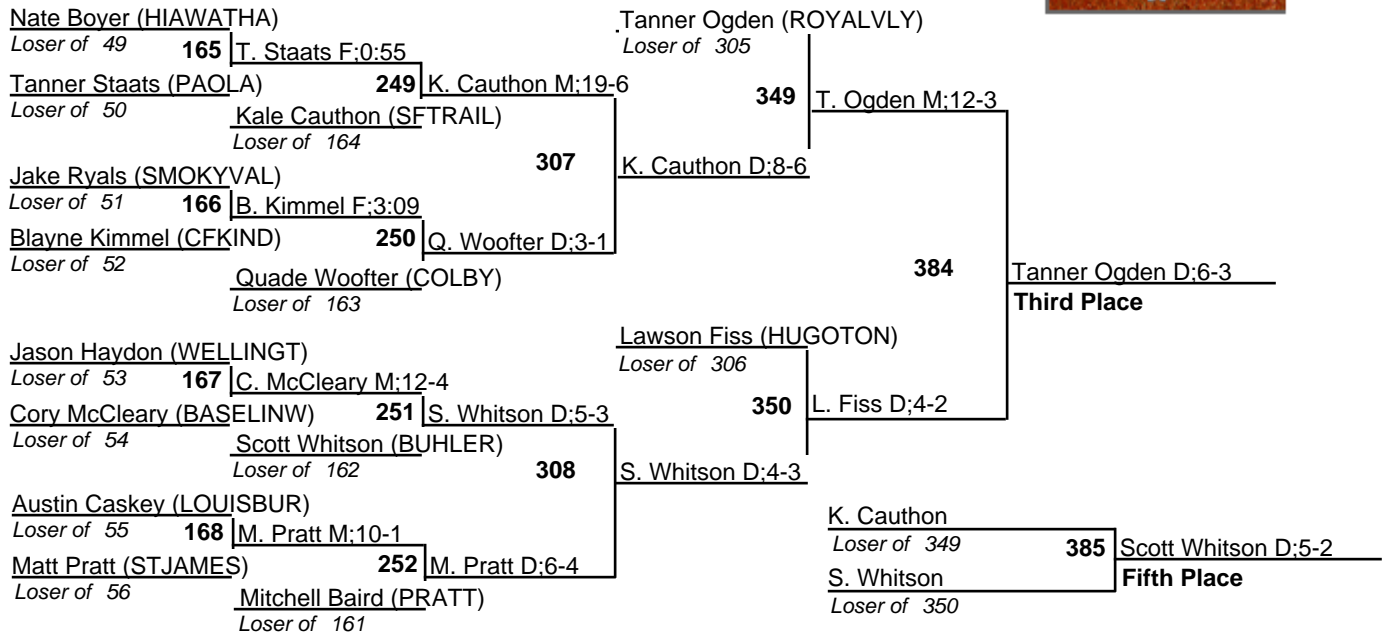 Nate Boyer (HIAWATHA)
Loser of 49
165 T. Staats F;0:55
Tanner Staats (PAOLA)
Loser of 50
249 K. Cauthon M;19-6
Kale Cauthon (SFTRAIL)
Loser of 164
307 K. Cauthon D;8-6
Jake Ryals (SMOKYVAL)
Loser of 51
166 B. Kimmel F;3:09
Blayne Kimmel (CFKIND)
Loser of 52
250 Q. Woofter D;3-1
Quade Woofter (COLBY)
Loser of 163
Jason Haydon (WELLINGT)
Loser of 53
167 C. McCleary M;12-4
Cory McCleary (BASELINW)
Loser of 54
251 S. Whitson D;5-3
Scott Whitson (BUHLER)
Loser of 162
308 S. Whitson D;4-3
Austin Caskey (LOUISBUR)
Loser of 55
168 M. Pratt M;10-1
Matt Pratt (STJAMES)
Loser of 56
252 M. Pratt D;6-4
Mitchell Baird (PRATT)
Loser of 161
Tanner Ogden (ROYALVLY)
Loser of 305
349 T. Ogden M;12-3
384 Tanner Ogden D;6-3
Third Place
Lawson Fiss (HUGOTON)
Loser of 306
350 L. Fiss D;4-2
K. Cauthon
Loser of 349
385 Scott Whitson D;5-2
Fifth Place
S. Whitson
Loser of 350